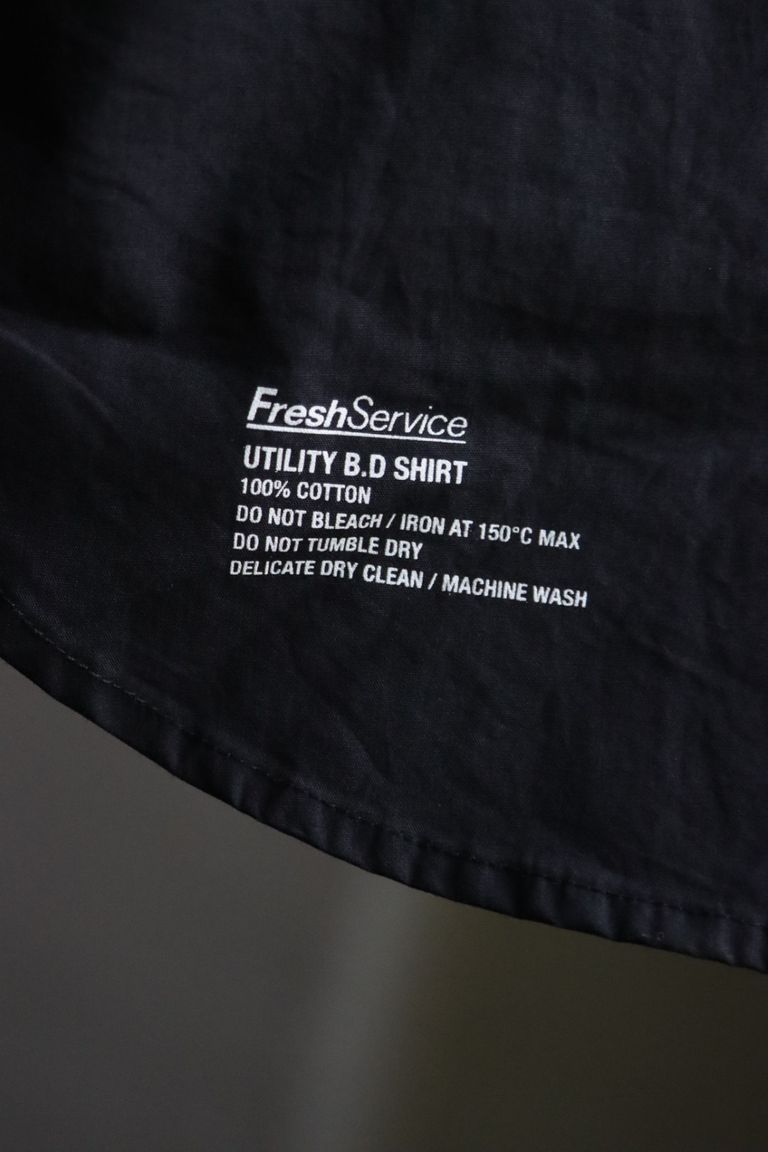 FreshService
UTILITY B.D SHIRT
100% COTTON
DO NOT BLEACH / IRON AT 150°C MAX
DO NOT TUMBLE DRY
DELICATE DRY CLEAN / MACHINE WASH